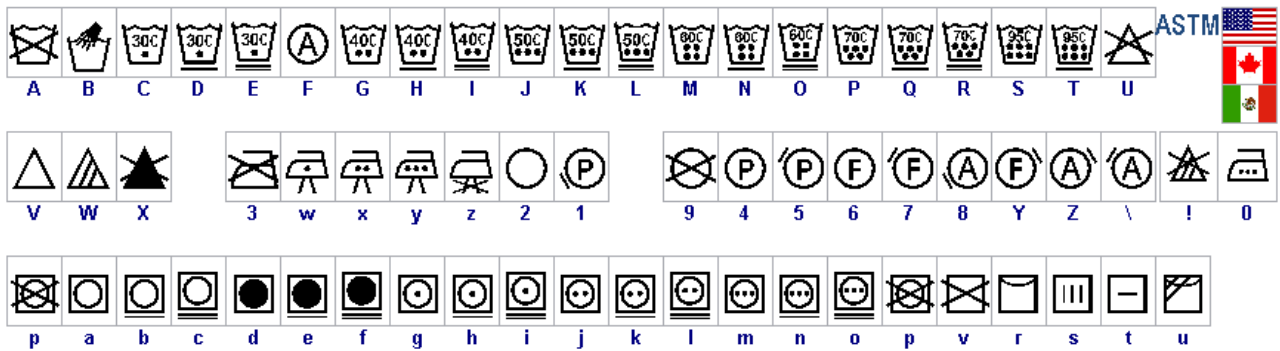 30C 30C 30C A 40C 40C 40C 50C 50C 50C 60C 60C 60C 70C 70C 70C 95C 95C ASTM
A B C D E F G H I J K L M N O P Q R S T U
P P P F F A F A A
V W X 3 w x y z 2 1 9 4 5 6 7 8 Y Z \ ! 0
p a b c d e f g h i j k l m n o p v r s t u